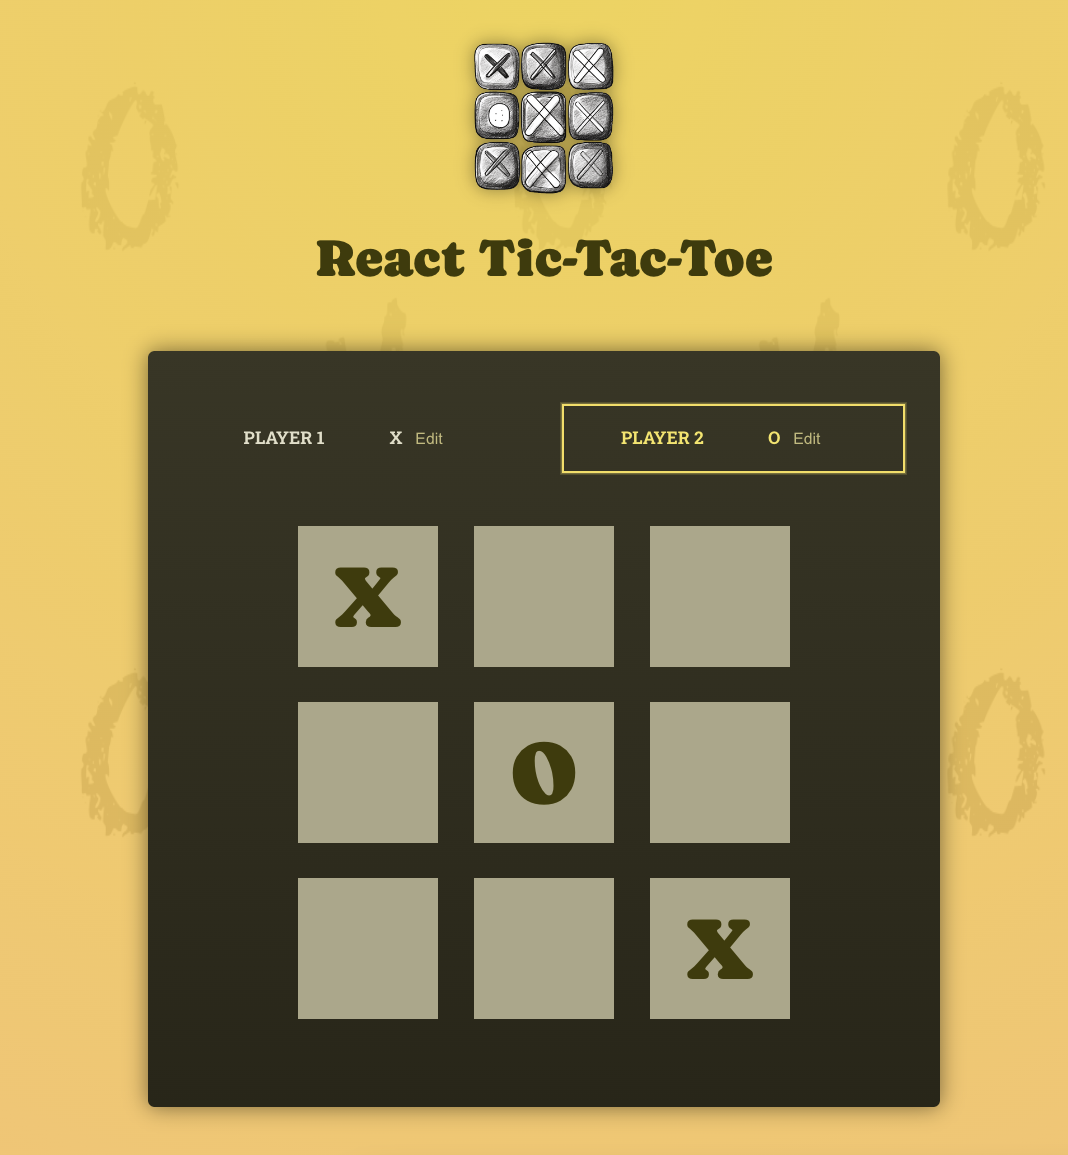 React Tic-Tac-Toe
PLAYER 1 X Edit
PLAYER 2 O Edit
X
O
X